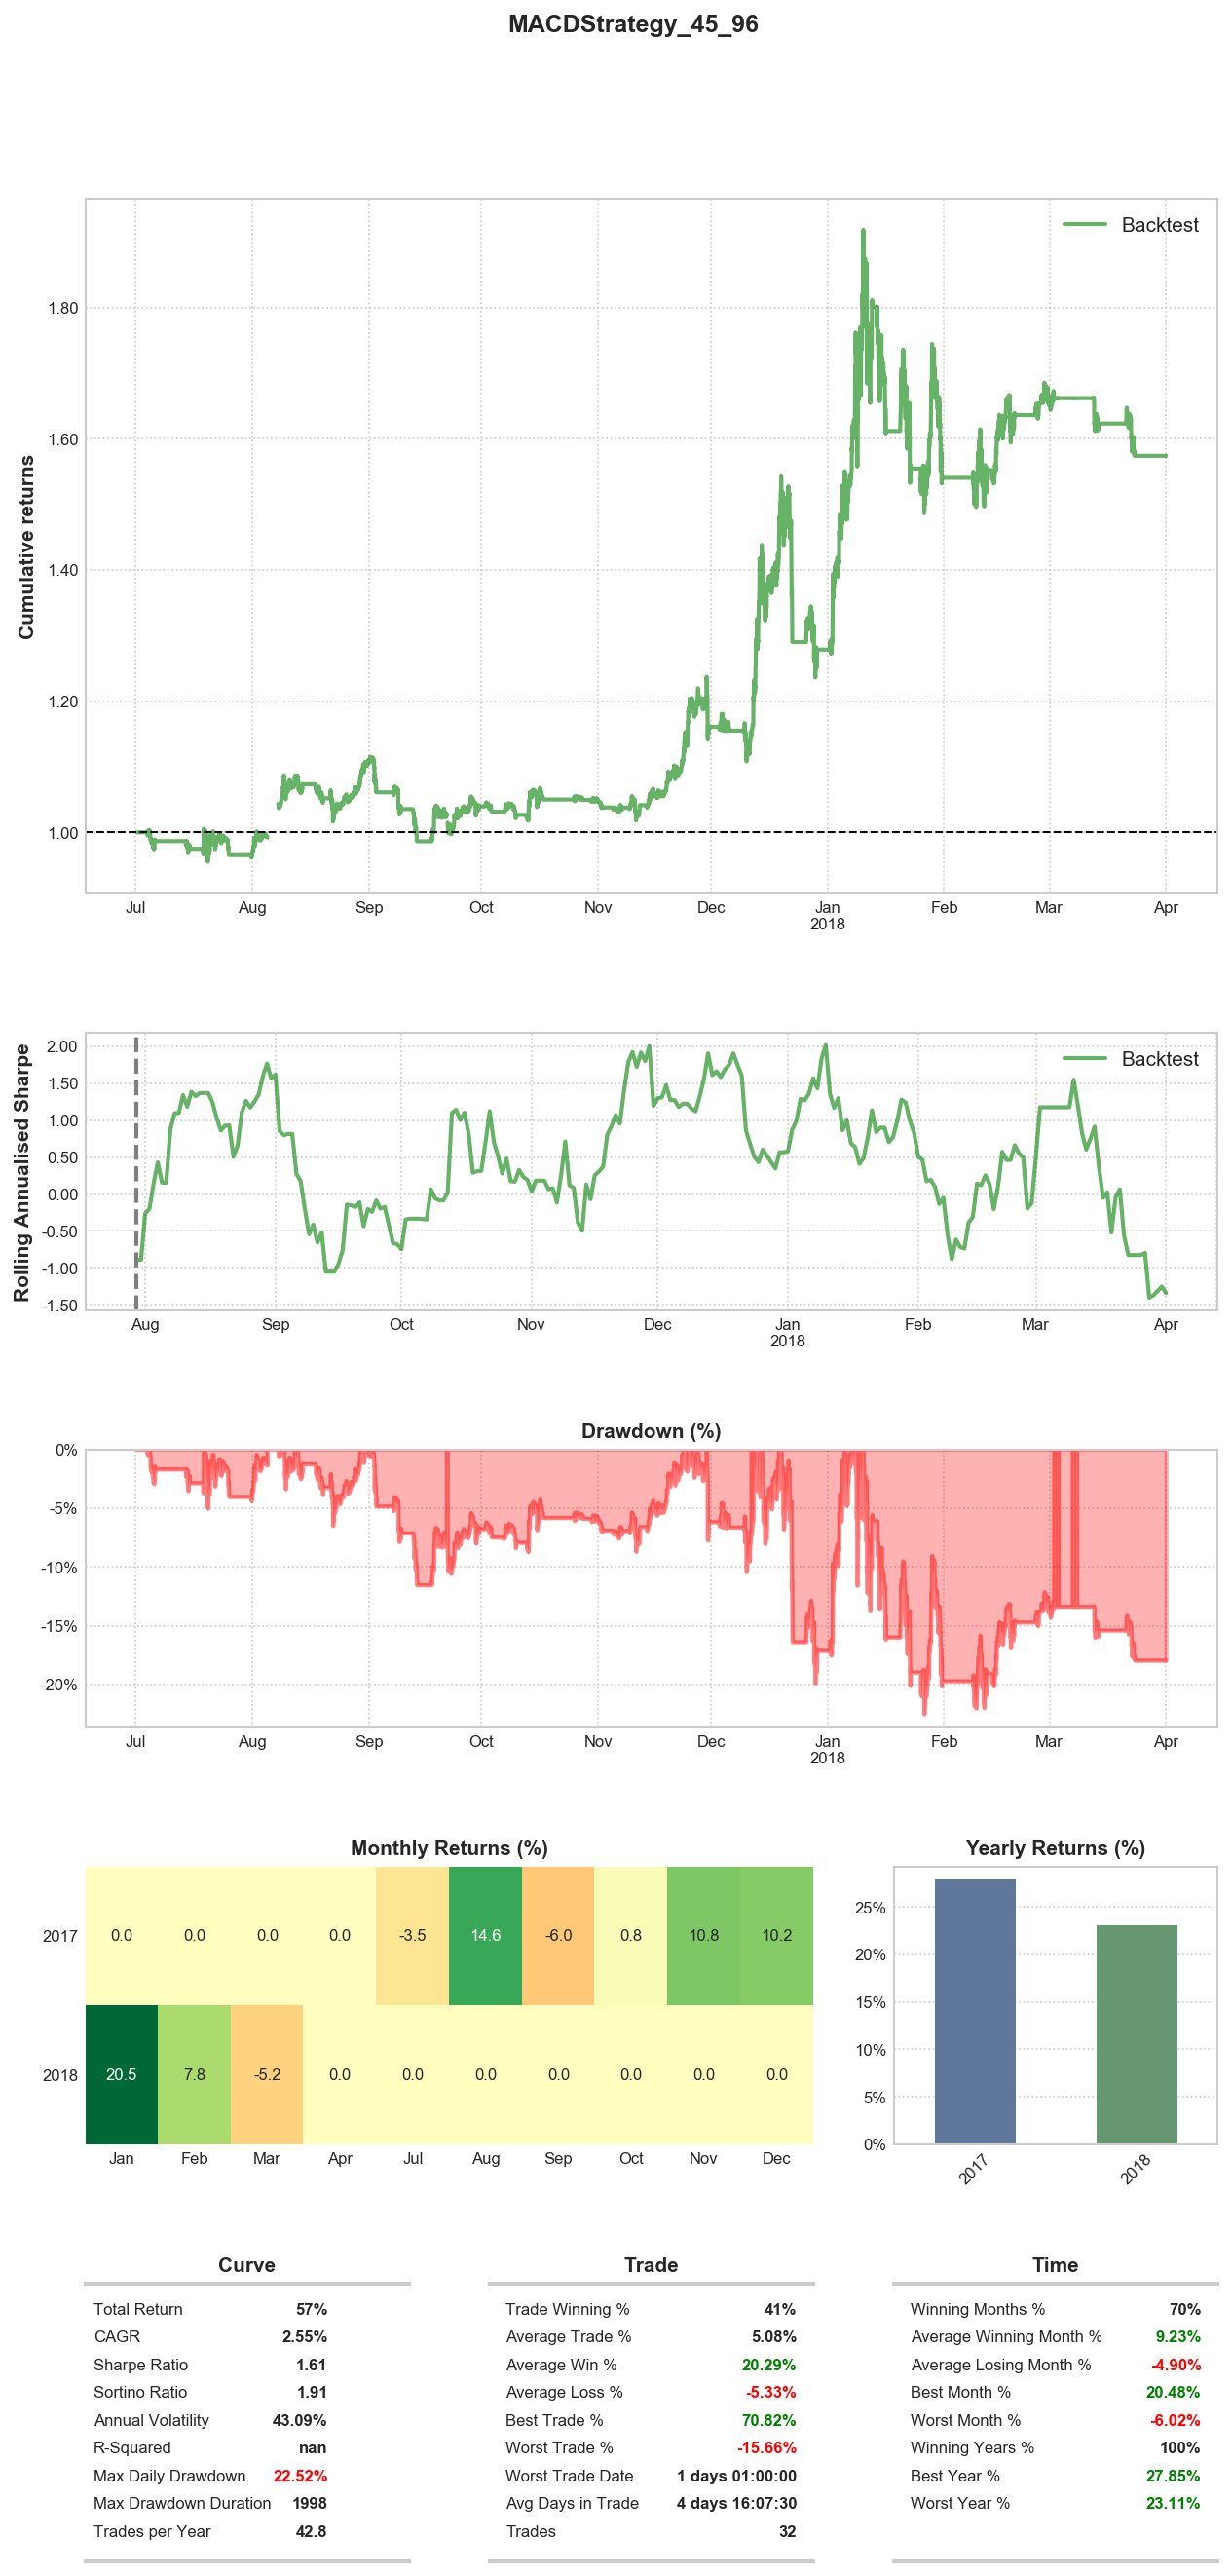 MACDStrategy_45_96
Backtest
Cumulative returns
1.80
1.60
1.40
1.20
1.00
Jul Aug Sep Oct Nov Dec Jan Feb Mar Apr
2018
Backtest
Rolling Annualised Sharpe
2.00
1.50
1.00
0.50
0.00
-0.50
-1.00
-1.50
Aug Sep Oct Nov Dec Jan Feb Mar Apr
2018
Drawdown (%)
0%
-5%
-10%
-15%
-20%
Jul Aug Sep Oct Nov Dec Jan Feb Mar Apr
2018
Monthly Returns (%)
2017 0.0 0.0 0.0 0.0 -3.5 14.6 -6.0 0.8 10.8 10.2
2018 20.5 7.8 -5.2 0.0 0.0 0.0 0.0 0.0 0.0 0.0
Jan Feb Mar Apr Jul Aug Sep Oct Nov Dec
Yearly Returns (%)
25%
20%
15%
10%
5%
0%
2017 2018
Curve
Total Return 57%
CAGR 2.55%
Sharpe Ratio 1.61
Sortino Ratio 1.91
Annual Volatility 43.09%
R-Squared nan
Max Daily Drawdown 22.52%
Max Drawdown Duration 1998
Trades per Year 42.8
Trade
Trade Winning % 41%
Average Trade % 5.08%
Average Win % 20.29%
Average Loss % -5.33%
Best Trade % 70.82%
Worst Trade % -15.66%
Worst Trade Date 1 days 01:00:00
Avg Days in Trade 4 days 16:07:30
Trades 32
Time
Winning Months % 70%
Average Winning Month % 9.23%
Average Losing Month % -4.90%
Best Month % 20.48%
Worst Month % -6.02%
Winning Years % 100%
Best Year % 27.85%
Worst Year % 23.11%